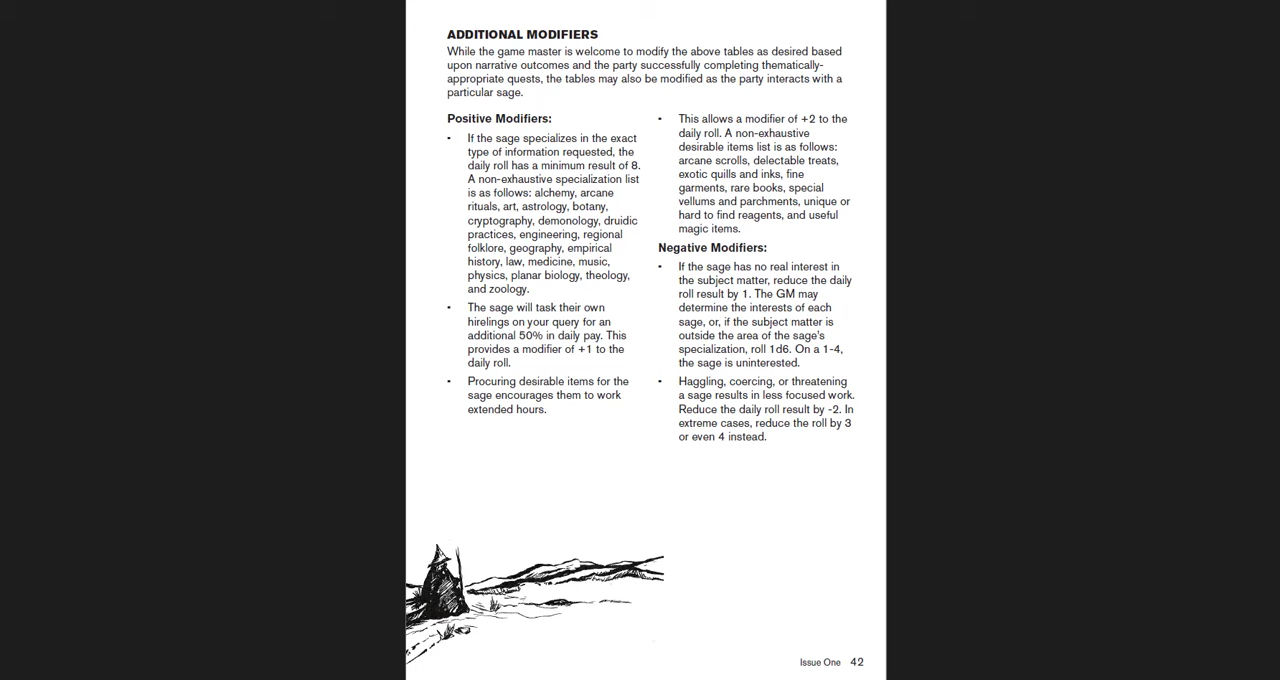 ADDITIONAL MODIFIERS
While the game master is welcome to modify the above tables as desired based
upon narrative outcomes and the party successfully completing thematically-
appropriate quests, the tables may also be modified as the party interacts with a
particular sage.
Positive Modifiers:
• If the sage specializes in the exact
type of information requested, the
daily roll has a minimum result of 8.
A non-exhaustive specialization list
is as follows: alchemy, arcane
rituals, art, astrology, botany,
cryptography, demonology, druidic
practices, engineering, regional
folklore, geography, empirical
history, law, medicine, music,
physics, planar biology, theology,
and zoology.
• The sage will task their own
hirelings on your query for an
additional 50% in daily pay. This
provides a modifier of +1 to the
daily roll.
• Procuring desirable items for the
sage encourages them to work
extended hours.
• This allows a modifier of +2 to the
daily roll. A non-exhaustive
desirable items list is as follows:
arcane scrolls, delectable treats,
exotic quills and inks, fine
garments, rare books, special
vellums and parchments, unique or
hard to find reagents, and useful
magic items.
Negative Modifiers:
• If the sage has no real interest in
the subject matter, reduce the daily
roll result by 1. The GM may
determine the interests of each
sage, or, if the subject matter is
outside the area of the sage's
specialization, roll 1d6. On a 1-4,
the sage is uninterested.
• Haggling, coercing, or threatening
a sage results in less focused work.
Reduce the daily roll result by -2. In
extreme cases, reduce the roll by 3
or even 4 instead.
Issue One 42